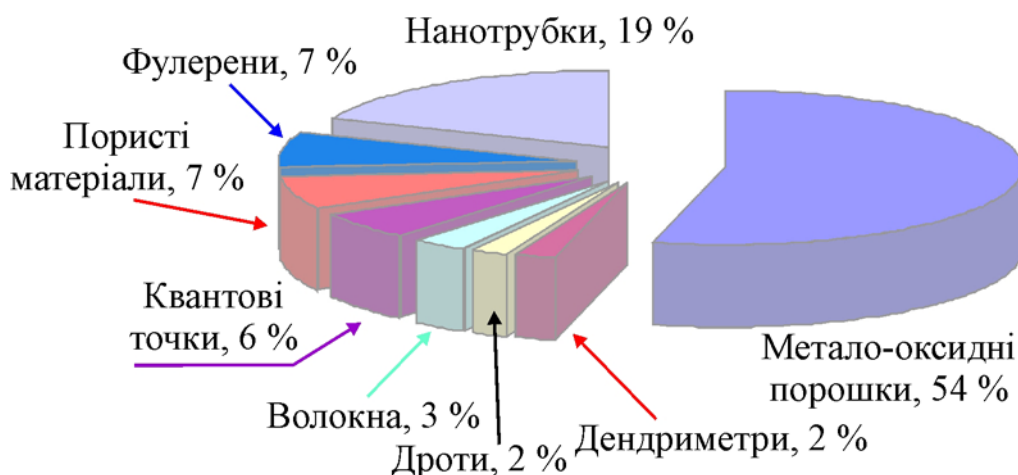 Нанотрубки, 19 %
Фулерени, 7 %
Пористі
матеріали, 7 %
Квантові
точки, 6 %
Волокна, 3 %
Дроти, 2 %
Дендриметри, 2 %
Метало-оксидні
порошки, 54 %